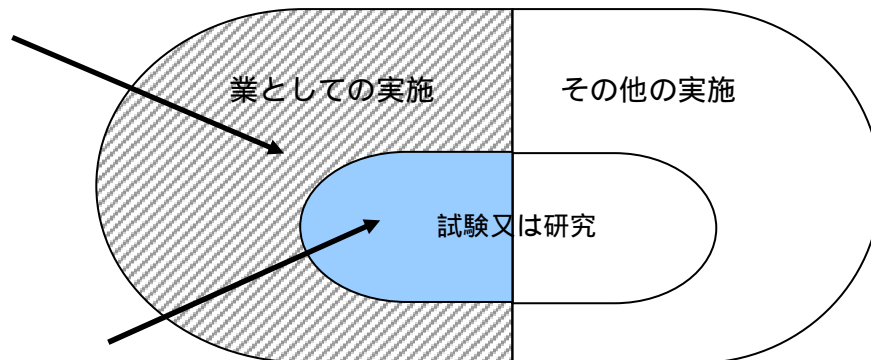 業としての実施
その他の実施
試験又は研究